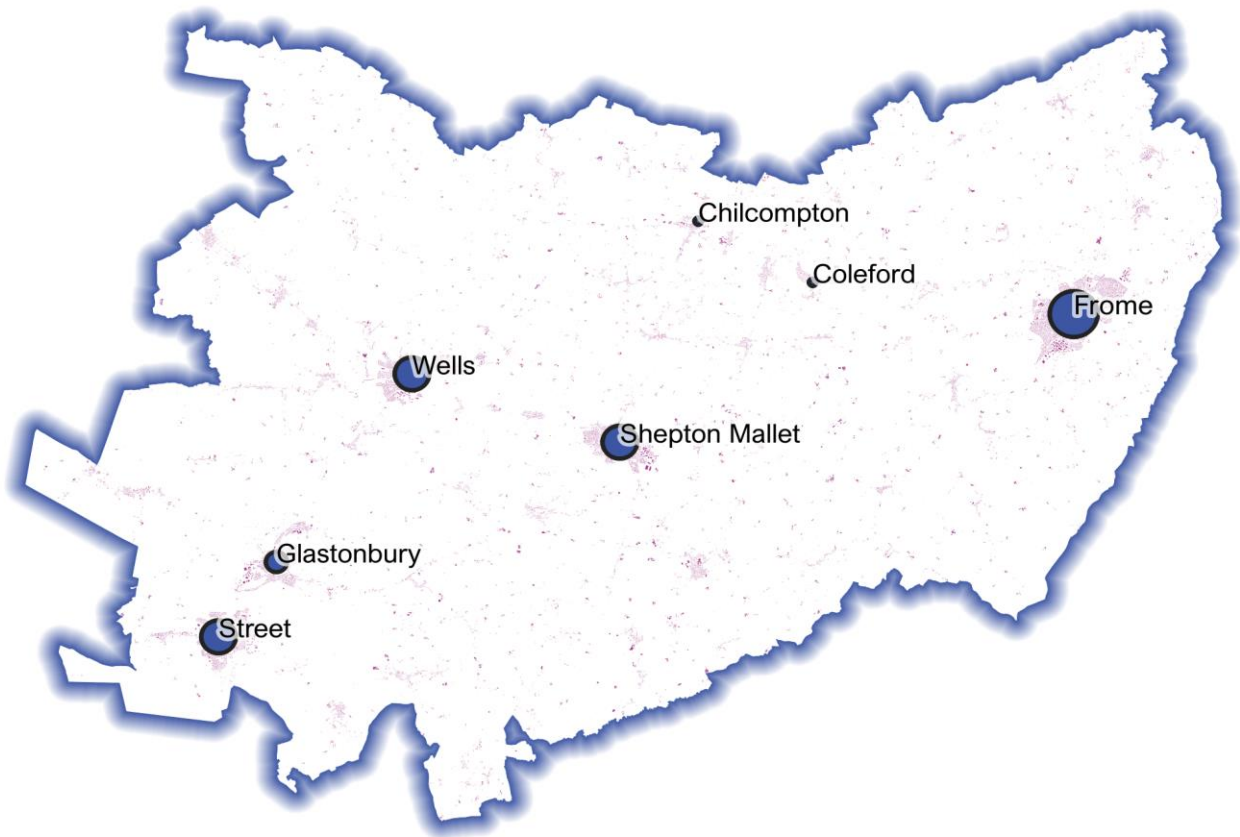 Chilcompton
Coleford
Frome
Wells
Shepton Mallet
Glastonbury
Street